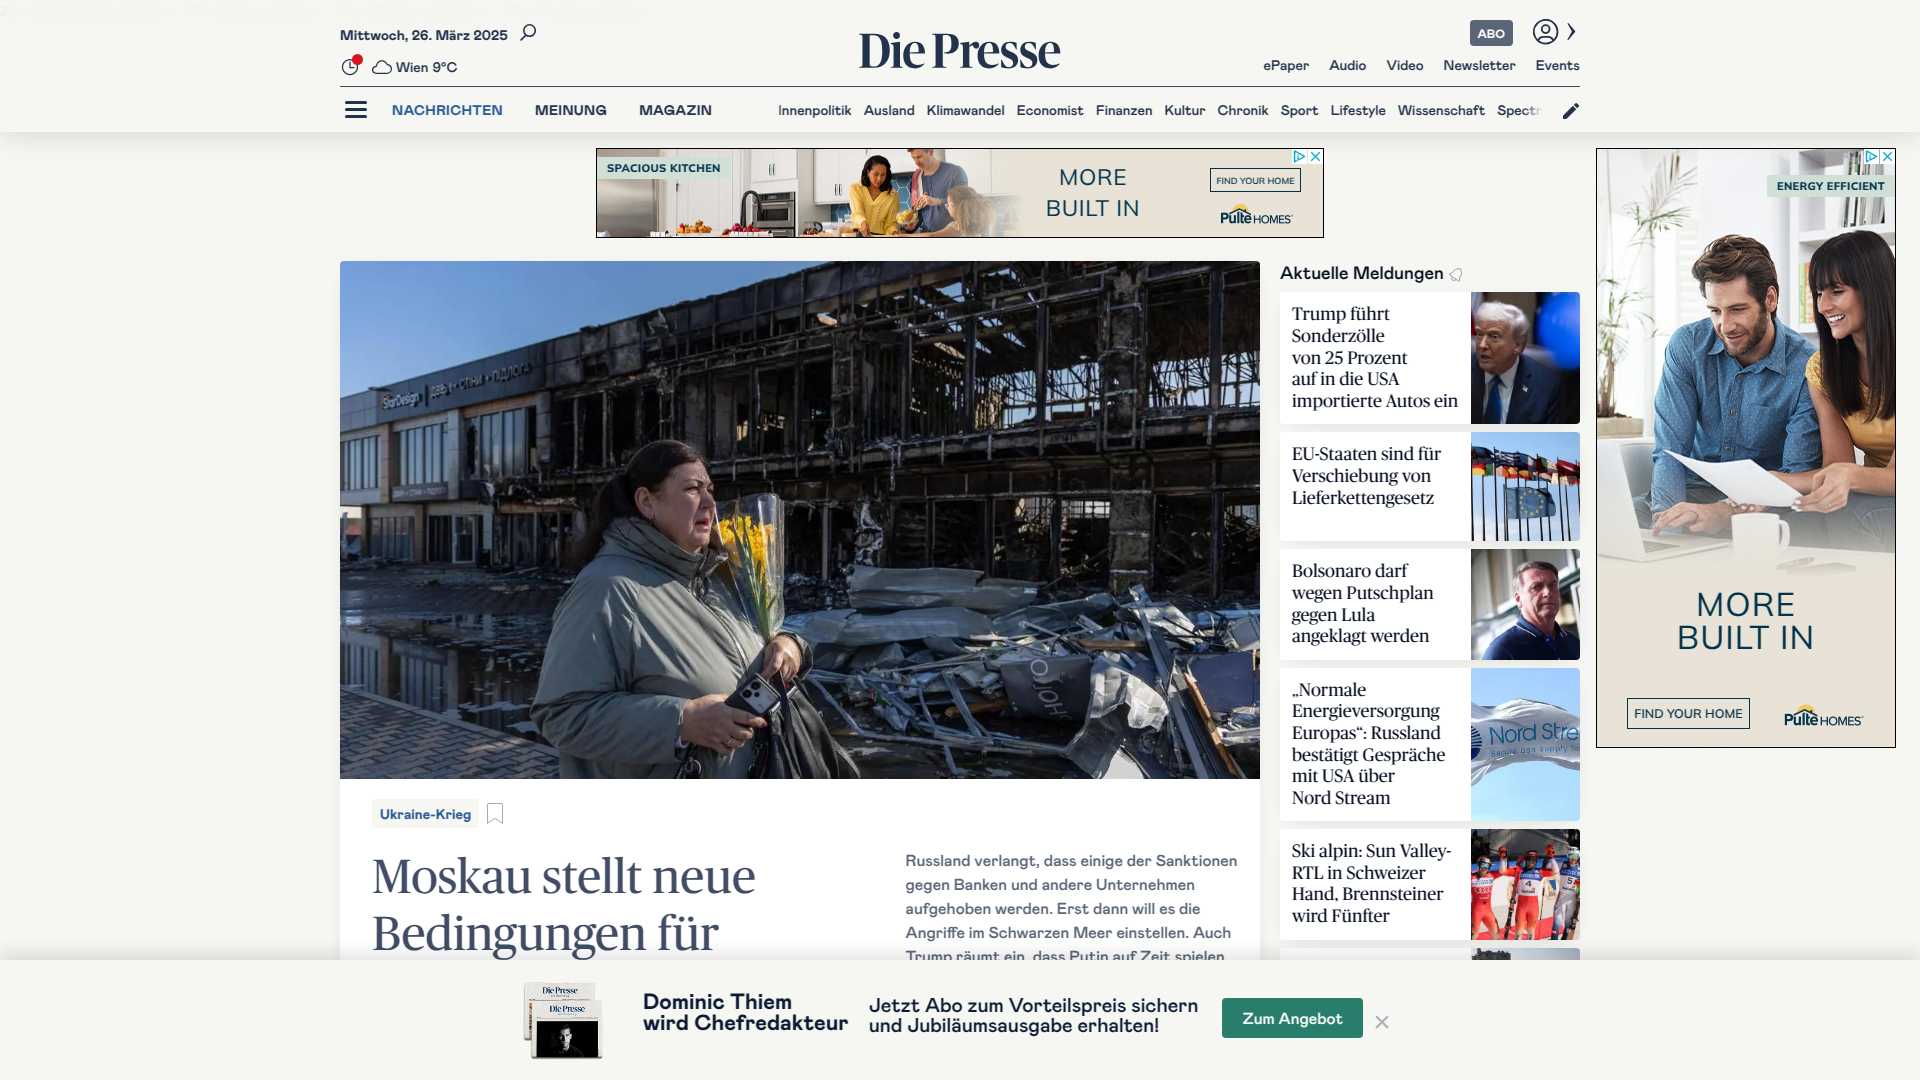 Mittwoch, 26. März 2025
Wien 9°C
Die Presse
ABO
ePaper Audio Video Newsletter Events
NACHRICHTEN MEINUNG MAGAZIN Innenpolitik Ausland Klimawandel Economist Finanzen Kultur Chronik Sport Lifestyle Wissenschaft
SPACIOUS KITCHEN
MORE
BUILT IN
FIND YOUR HOME
Pulte HOMES
ENERGY EFFICIENT
MORE
BUILT IN
FIND YOUR HOME
Pulte HOMES
StarDesign
Ukraine-Krieg
Moskau stellt neue
Bedingungen für
Russland verlangt, dass einige der Sanktionen
gegen Banken und andere Unternehmen
aufgehoben werden. Erst dann will es die
Angriffe im Schwarzen Meer einstellen. Auch
Trump räumt ein, dass Putin auf Zeit spielen
Aktuelle Meldungen
Trump führt
Sonderzölle
von 25 Prozent
auf in die USA
importierte Autos ein
EU-Staaten sind für
Verschiebung von
Lieferkettengesetz
Bolsonaro darf
wegen Putschplan
gegen Lula
angeklagt werden
„Normale
Energieversorgung
Europas“: Russland
bestätigt Gespräche
mit USA über
Nord Stream
Nord Stre
Ski alpin: Sun Valley-
RTL in Schweizer
Hand, Brennsteiner
wird Fünfter
Die Presse
Die Presse
Dominic Thiem
wird Chefredakteur
Jetzt Abo zum Vorteilspreis sichern
und Jubiläumsausgabe erhalten!
Zum Angebot